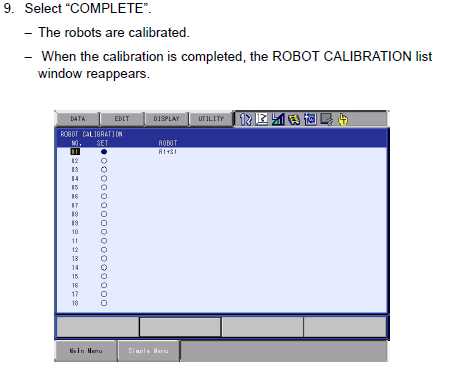 9. Select “COMPLETE”.
– The robots are calibrated.
– When the calibration is completed, the ROBOT CALIBRATION list
window reappears.
DATA EDIT DISPLAY UTILITY
ROBOT CALIBRATION
NO. SET ROBOT
01 R1+S1
02
03
04
05
06
07
08
09
10
11
12
13
14
15
16
17
18
Main Menu Simple Menu